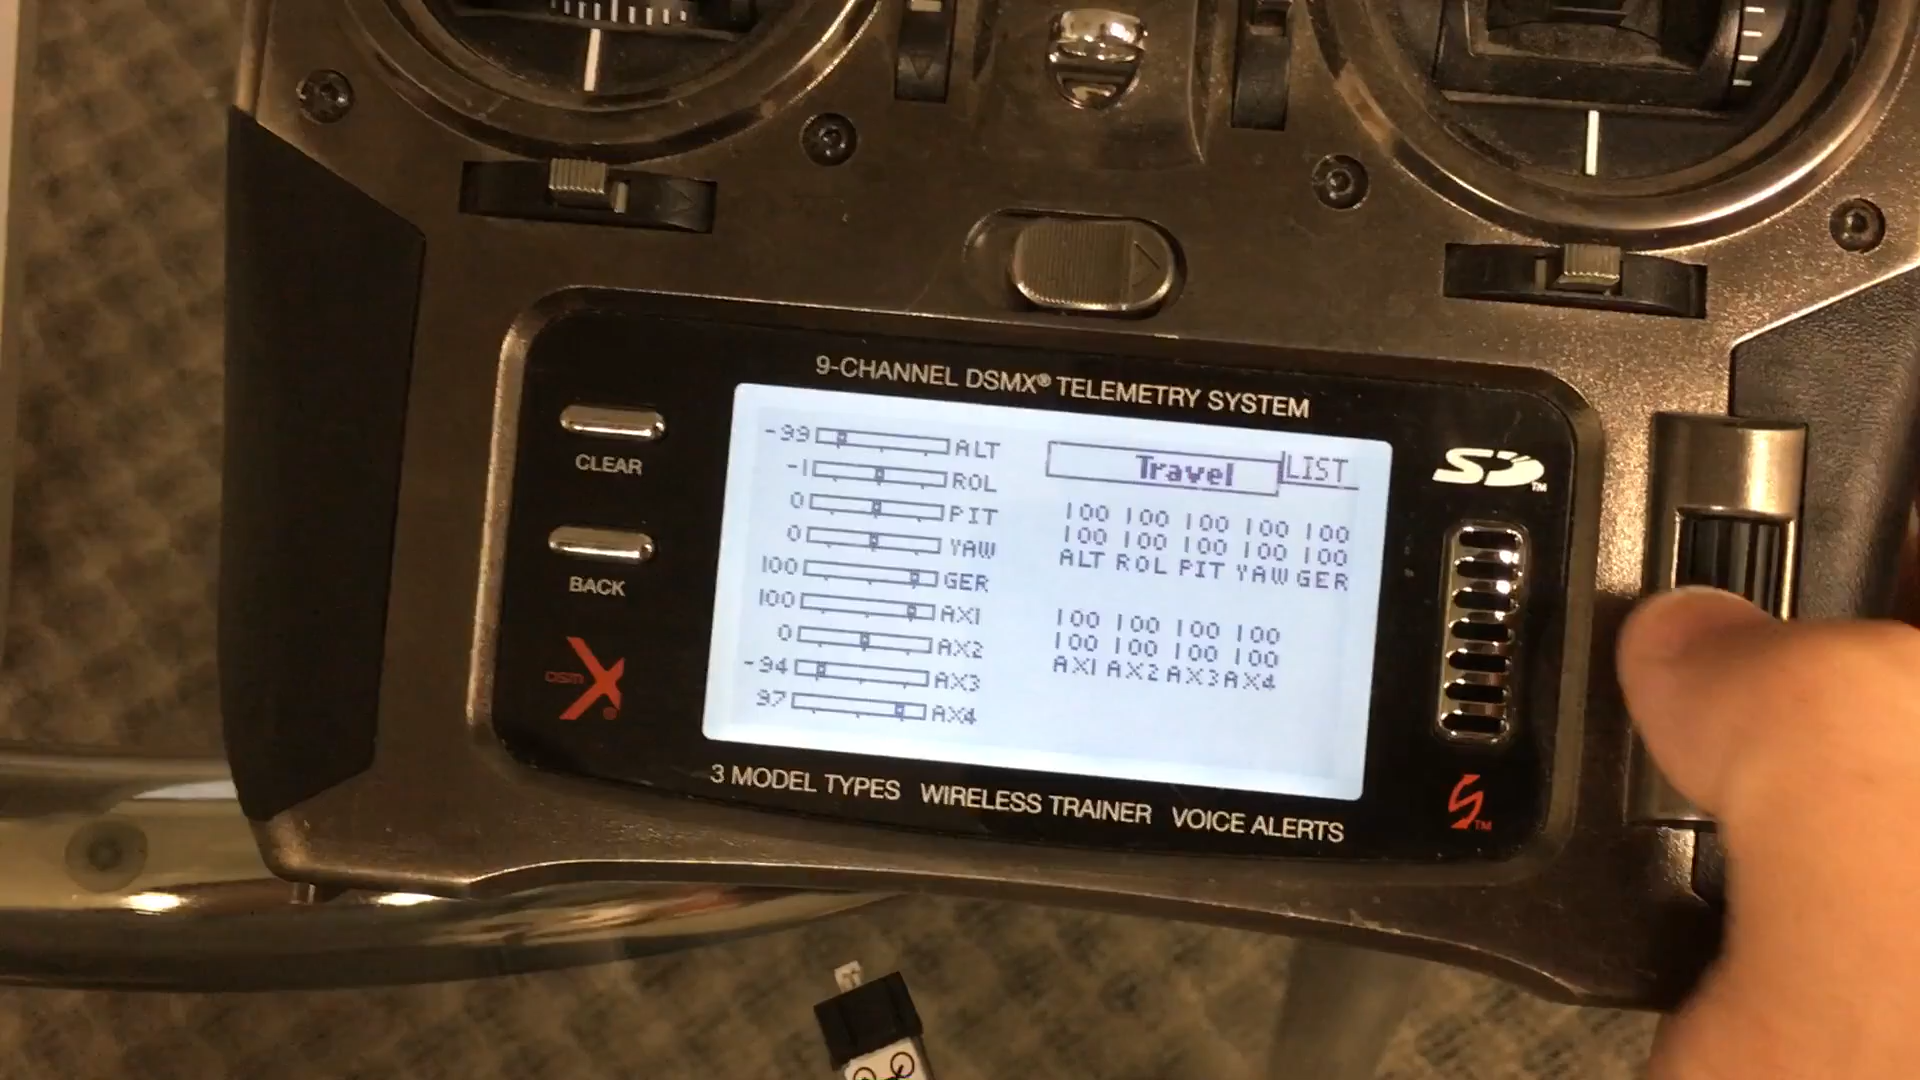 9-CHANNEL DSMX® TELEMETRY SYSTEM
CLEAR
BACK
DSM X®
-99 ALT
-1 ROL
0 PIT
0 YAW
100 GER
100 AX1
0 AX2
-94 AX3
97 AX4
Travel LIST
100 100 100 100 100
100 100 100 100 100
ALT ROL PIT YAW GER
100 100 100 100
100 100 100 100
AX1 AX2 AX3 AX4
SD™
™
3 MODEL TYPES WIRELESS TRAINER VOICE ALERTS